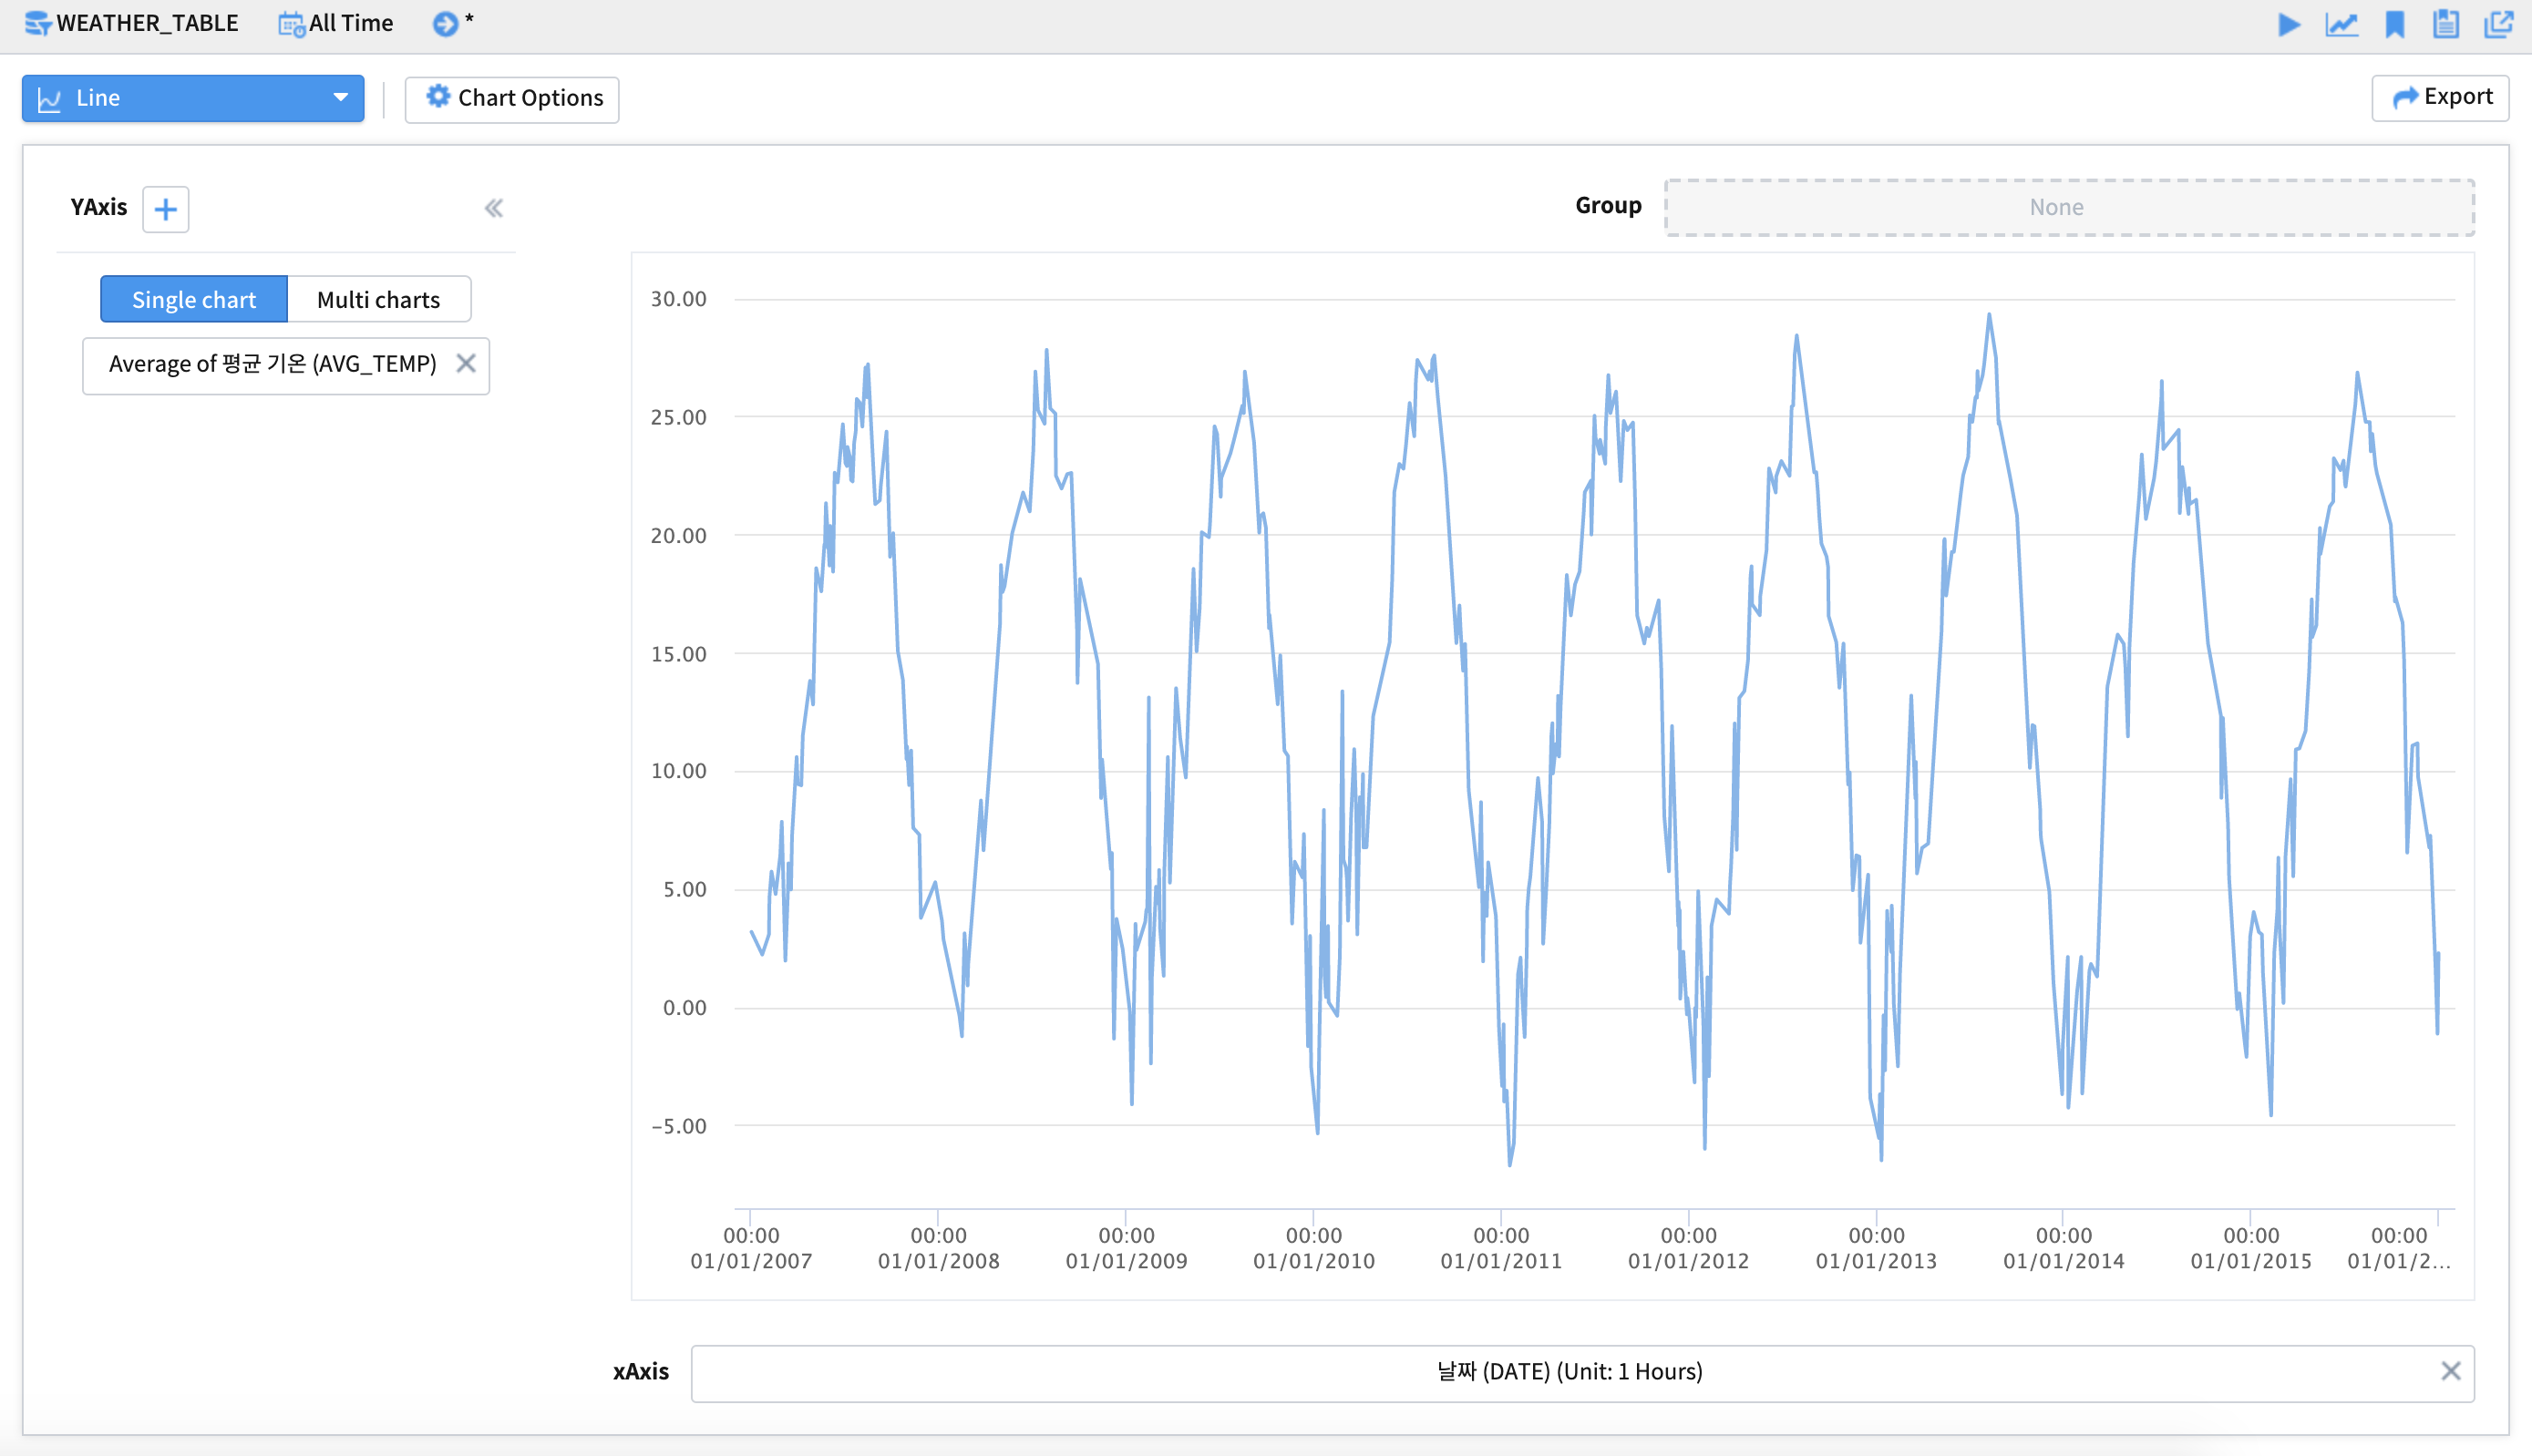 WEATHER_TABLE All Time *
Line Chart Options Export
YAxis Group None
Single chart Multi charts
Average of 평균 기온 (AVG_TEMP)
30.00
25.00
20.00
15.00
10.00
5.00
0.00
−5.00
00:00 00:00 00:00 00:00 00:00 00:00 00:00 00:00 00:00 00:00
01/01/2007 01/01/2008 01/01/2009 01/01/2010 01/01/2011 01/01/2012 01/01/2013 01/01/2014 01/01/2015 01/01/2...
xAxis 날짜 (DATE) (Unit: 1 Hours)